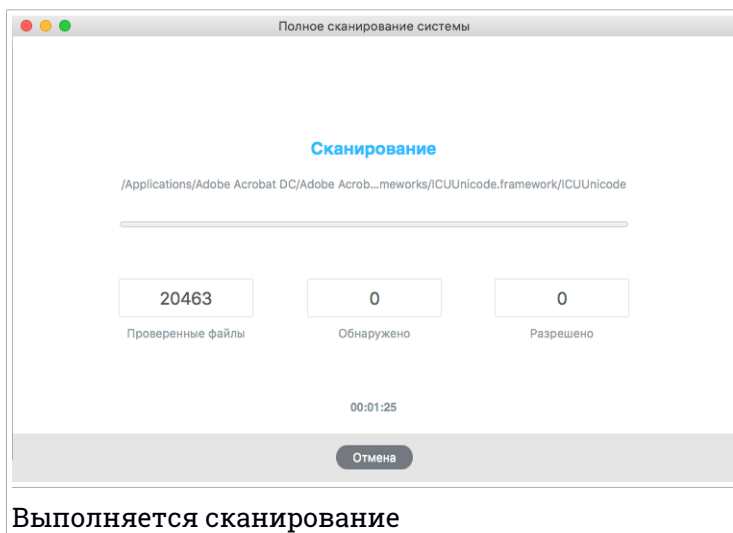 Полное сканирование системы
Сканирование
/Applications/Adobe Acrobat DC/Adobe Acrob...meworks/ICUUnicode.framework/ICUUnicode
20463
0
0
Проверенные файлы
Обнаружено
Разрешено
00:01:25
Отмена
Выполняется сканирование